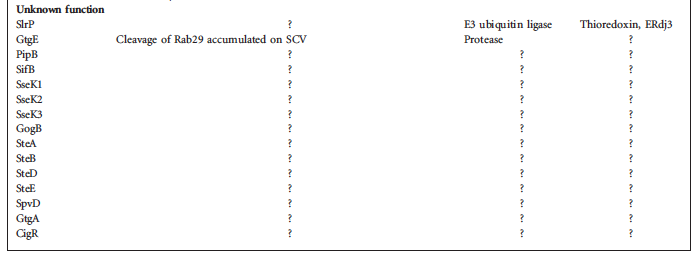 Unknown function
SlrP ? E3 ubiquitin ligase Thioredoxin, ERdj3
GtgE Cleavage of Rab29 accumulated on SCV Protease ?
PipB ? ? ?
SifB ? ? ?
SseK1 ? ? ?
SseK2 ? ? ?
SseK3 ? ? ?
GogB ? ? ?
SteA ? ? ?
SteB ? ? ?
SteD ? ? ?
SteE ? ? ?
SpvD ? ? ?
GtgA ? ? ?
CigR ? ? ?